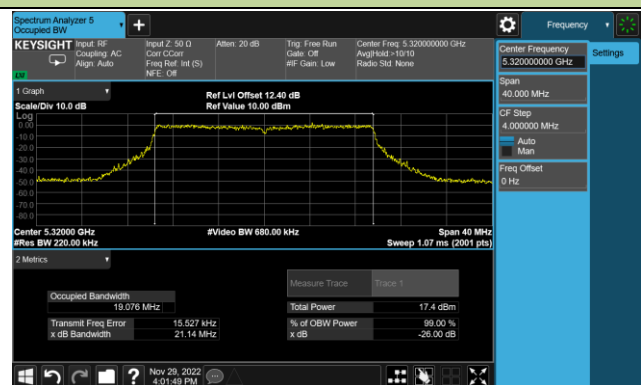 Spectrum Analyzer 5
Occupied BW
Frequency
KEYSIGHT
Input: RF
Coupling: AC
Align: Auto
Input Z: 50 Ω
Corr CCorr
Freq Ref: Int (S)
NFE: Off
Atten: 20 dB
Trig: Free Run
Gate: Off
#IF Gain: Low
Center Freq: 5.320000000 GHz
Avg|Hold:>10/10
Radio Std: None
LXI
Center Frequency
5.320000000 GHz
Settings
Span
40.000 MHz
CF Step
4.000000 MHz
Auto
Man
Freq Offset
0 Hz
1 Graph
Scale/Div 10.0 dB
Ref Lvl Offset 12.40 dB
Ref Value 10.00 dBm
Log
0.00
-10.0
-20.0
-30.0
-40.0
-50.0
-60.0
-70.0
-80.0
Center 5.32000 GHz
#Res BW 220.00 kHz
#Video BW 680.00 kHz
Span 40 MHz
Sweep 1.07 ms (2001 pts)
2 Metrics
Measure Trace
Trace 1
Occupied Bandwidth
19.076 MHz
Total Power
17.4 dBm
Transmit Freq Error
15.527 kHz
% of OBW Power
99.00 %
x dB Bandwidth
21.14 MHz
x dB
-26.00 dB
Nov 29, 2022
4:01:49 PM